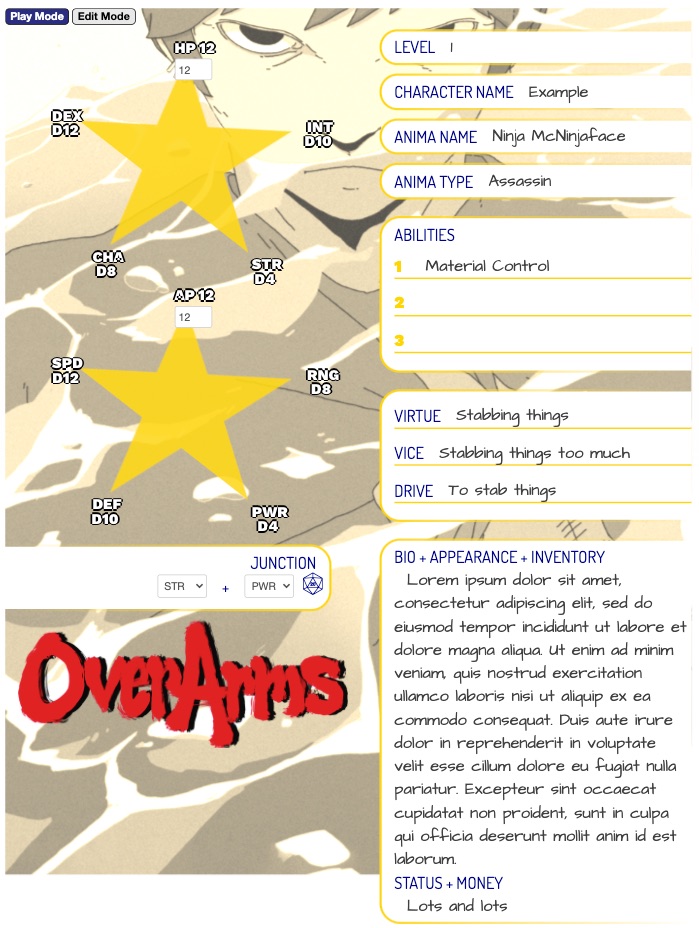 Play Mode Edit Mode
HP 12
12
DEX
D12
INT
D10
CHA
D8
STR
D4
AP 12
12
SPD
D12
RNG
D8
DEF
D10
PWR
D4
JUNCTION
STR + PWR
OverArms
LEVEL 1
CHARACTER NAME Example
ANIMA NAME Ninja McNinjaface
ANIMA TYPE Assassin
ABILITIES
1 Material Control
2
3
VIRTUE Stabbing things
VICE Stabbing things too much
DRIVE To stab things
BIO + APPEARANCE + INVENTORY
Lorem ipsum dolor sit amet,
consectetur adipiscing elit, sed do
eiusmod tempor incididunt ut labore et
dolore magna aliqua. Ut enim ad minim
veniam, quis nostrud exercitation
ullamco laboris nisi ut aliquip ex ea
commodo consequat. Duis aute irure
dolor in reprehenderit in voluptate
velit esse cillum dolore eu fugiat nulla
pariatur. Excepteur sint occaecat
cupidatat non proident, sunt in culpa
qui officia deserunt mollit anim id est
laborum.
STATUS + MONEY
Lots and lots